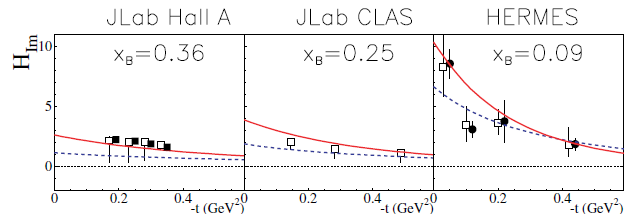 JLab Hall A JLab CLAS HERMES
x_B=0.36 x_B=0.25 x_B=0.09
H_Im
10
5
0
0 0.2 0.4 0 0.2 0.4 0 0.2 0.4
-t (GeV²) -t (GeV²) -t (GeV²)